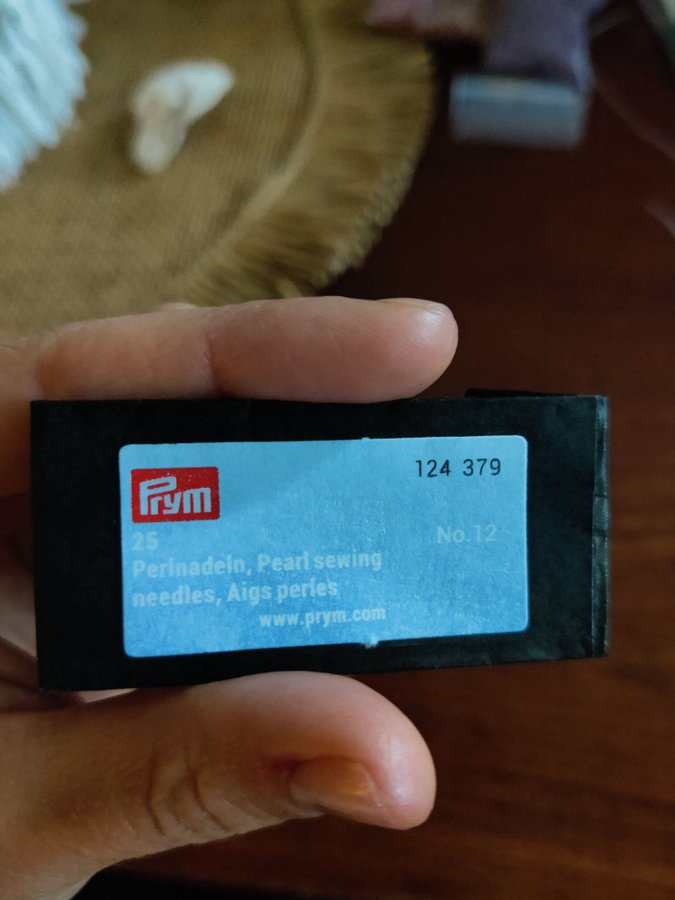 Prym
124 379
25
No.12
Perlnadeln, Pearl sewing
needles, Aigs perles
www.prym.com